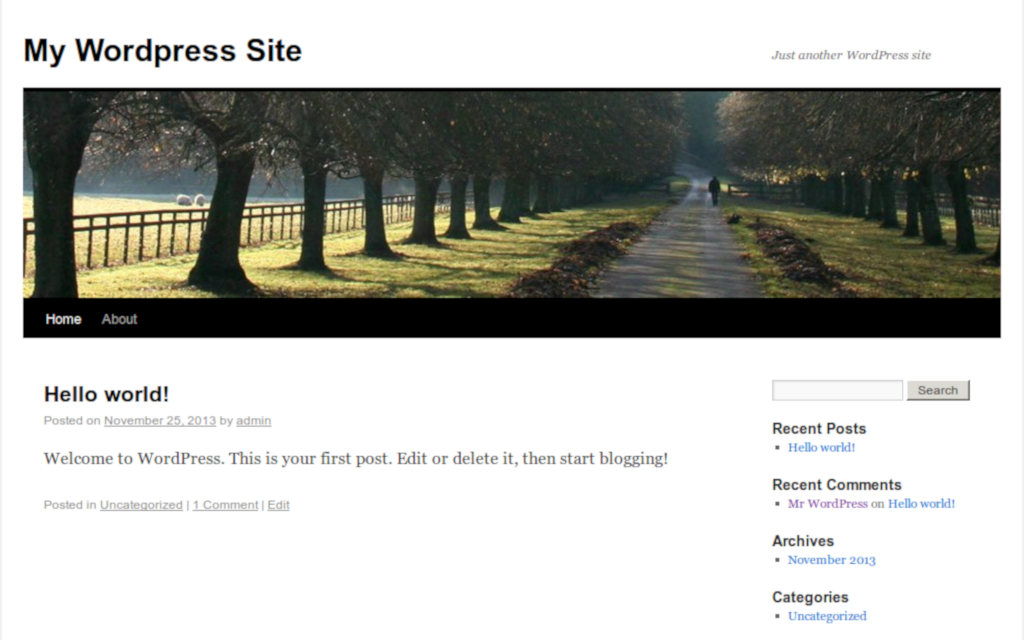 My Wordpress Site
Just another WordPress site
Home About
Hello world!
Posted on November 25, 2013 by admin
Welcome to WordPress. This is your first post. Edit or delete it, then start blogging!
Posted in Uncategorized | 1 Comment | Edit
Search
Recent Posts
Hello world!
Recent Comments
Mr WordPress on Hello world!
Archives
November 2013
Categories
Uncategorized